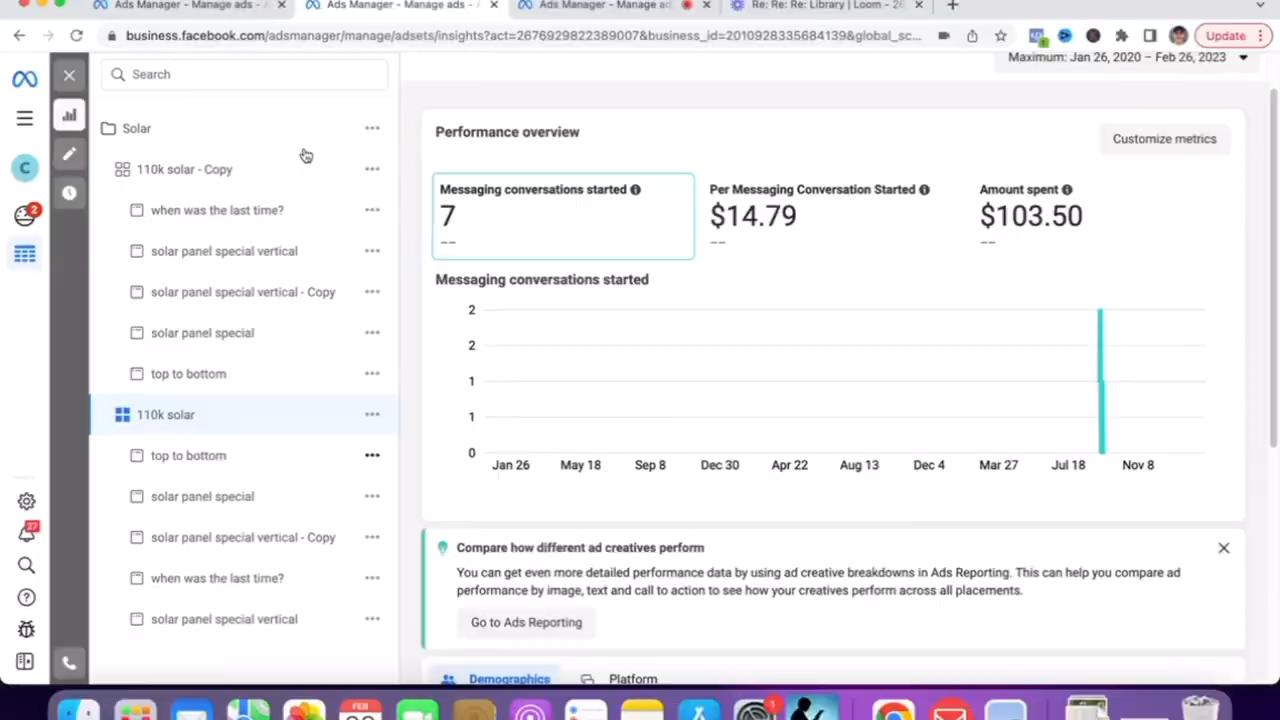 Ads Manager - Manage ads -
Ads Manager - Manage ads -
Ads Manager - Manage ad
Re: Re: Re: Library | Loom - 26
business.facebook.com/adsmanager/manage/adsets/insights?act=2676929822389007&business_id=2010928335684139&global_sc...
Update
Search
Maximum: Jan 26, 2020 – Feb 26, 2023
Solar
110k solar - Copy
when was the last time?
solar panel special vertical
solar panel special vertical - Copy
solar panel special
top to bottom
110k solar
top to bottom
solar panel special
solar panel special vertical - Copy
when was the last time?
solar panel special vertical
C
2
27
Performance overview
Customize metrics
Messaging conversations started
7
--
Per Messaging Conversation Started
$14.79
--
Amount spent
$103.50
--
Messaging conversations started
2
2
1
1
0
Jan 26 May 18 Sep 8 Dec 30 Apr 22 Aug 13 Dec 4 Mar 27 Jul 18 Nov 8
Compare how different ad creatives perform
You can get even more detailed performance data by using ad creative breakdowns in Ads Reporting. This can help you compare ad
performance by image, text and call to action to see how your creatives perform across all placements.
Go to Ads Reporting
Demographics
Platform
FEB
1